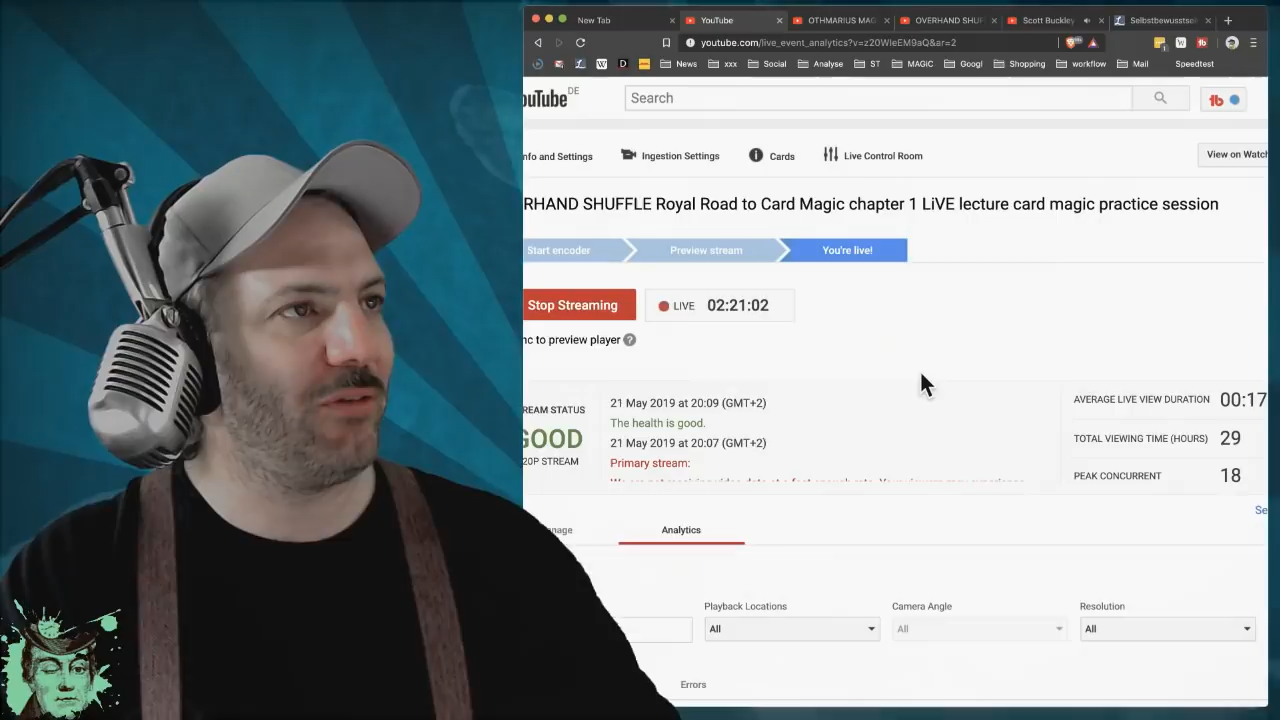 New Tab
YouTube
OTHMARIUS MAG
OVERHAND SHUF
Scott Buckley
Selbstbewusstsei
youtube.com/live_event_analytics?v=z20WIeEM9aQ&ar=2
News xxx Social Analyse ST MAGiC Googl Shopping workflow Mail Speedtest
ouTube DE
Search
nfo and Settings Ingestion Settings Cards Live Control Room View on Watch
RHAND SHUFFLE Royal Road to Card Magic chapter 1 LiVE lecture card magic practice session
Start encoder Preview stream You're live!
Stop Streaming LIVE 02:21:02
nc to preview player
REAM STATUS
GOOD
20P STREAM
21 May 2019 at 20:09 (GMT+2)
The health is good.
21 May 2019 at 20:07 (GMT+2)
Primary stream:
AVERAGE LIVE VIEW DURATION 00:17
TOTAL VIEWING TIME (HOURS) 29
PEAK CONCURRENT 18
Se
nage Analytics
Playback Locations Camera Angle Resolution
All All All
Errors